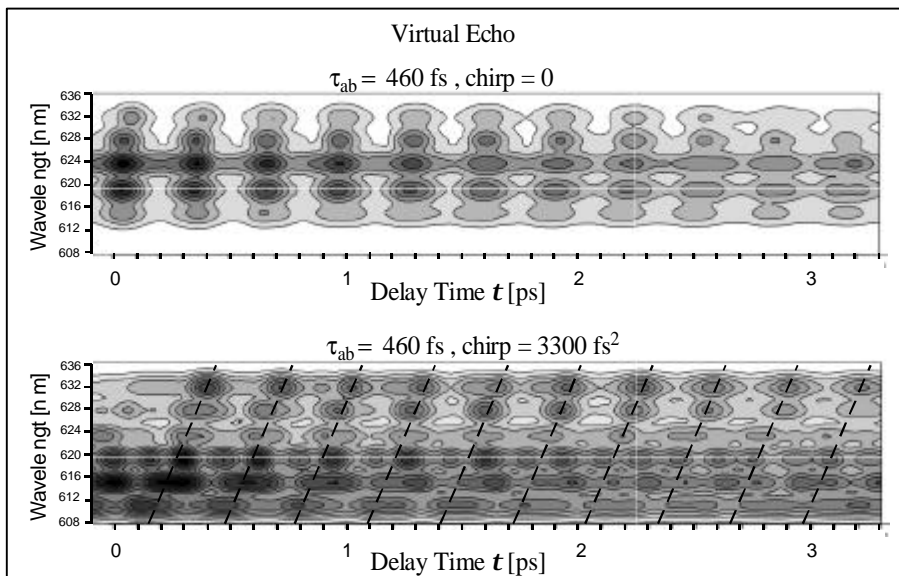 Virtual Echo
τab = 460 fs , chirp = 0
636
632
628
624
620
616
612
608
Wavele ngt [n m]
0 1 2 3
Delay Time t [ps]
τab = 460 fs , chirp = 3300 fs²
636
632
628
624
620
616
612
608
Wavele ngt [n m]
0 1 2 3
Delay Time t [ps]